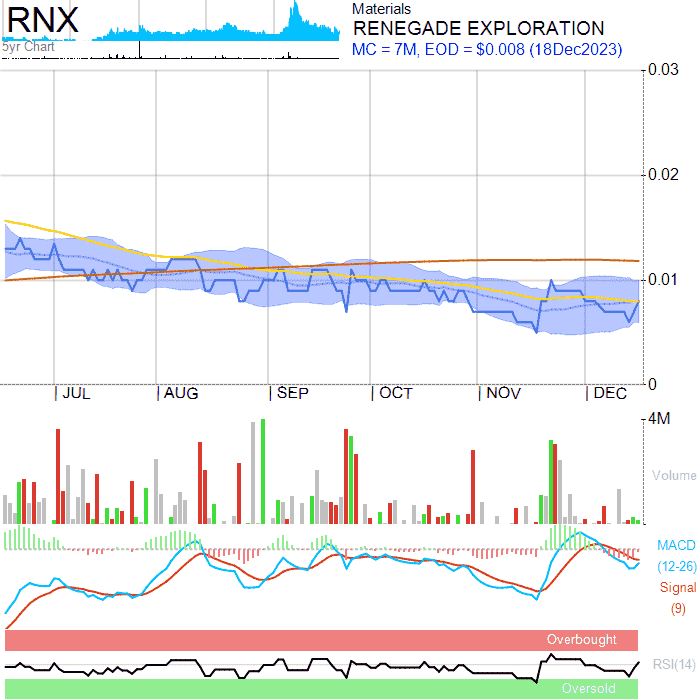 RNX
5yr Chart
Materials
RENEGADE EXPLORATION
MC = 7M, EOD = $0.008 (18Dec2023)
0.03
0.02
0.01
0
JUL AUG SEP OCT NOV DEC
4M
Volume
MACD
(12-26)
Signal
(9)
Overbought
RSI(14)
Oversold